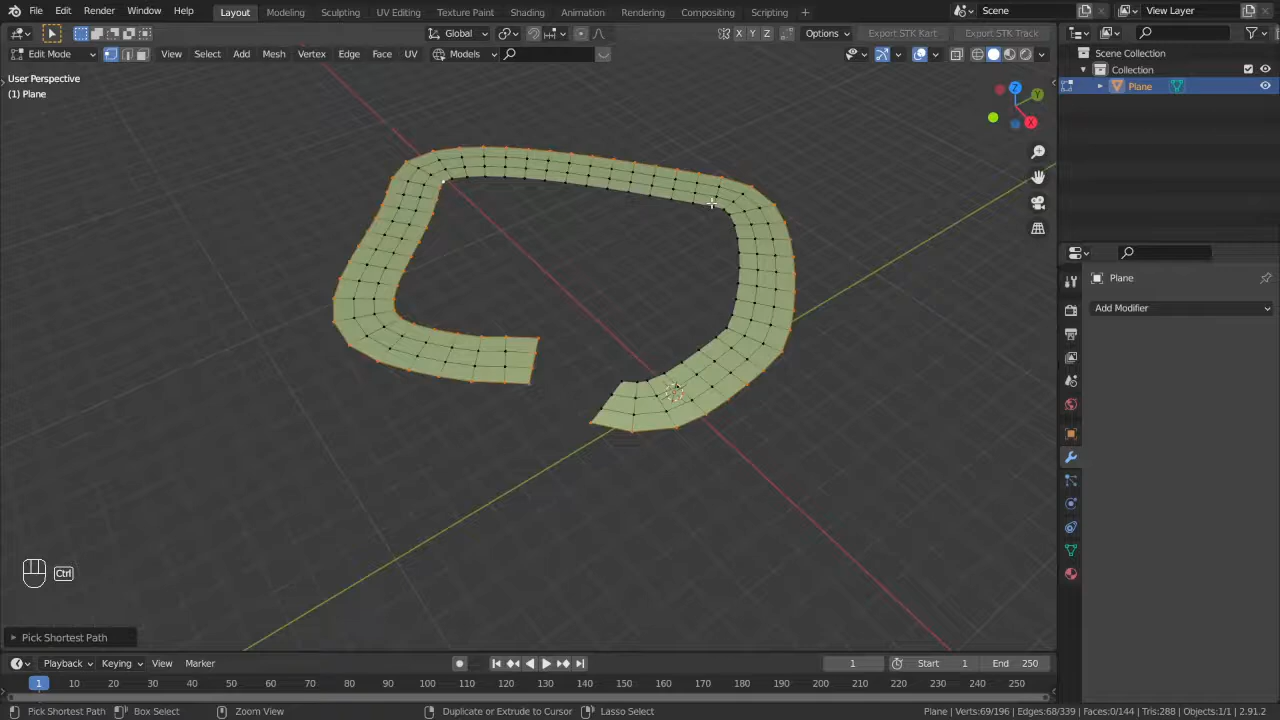 File Edit Render Window Help Layout Modeling Sculpting UV Editing Texture Paint Shading Animation Rendering Compositing Scripting + Scene View Layer
Global Options Export STK Kart Export STK Track
X Y Z
Edit Mode View Select Add Mesh Vertex Edge Face UV Models
User Perspective
(1) Plane
Scene Collection
Collection
Plane
Z
Y
X
Plane
Add Modifier
Ctrl
Pick Shortest Path
Playback Keying View Marker 1 Start 1 End 250
1 10 20 30 40 50 60 70 80 90 100 110 120 130 140 150 160 170 180 190 200 210 220 230 240 250
Pick Shortest Path Box Select Zoom View Duplicate or Extrude to Cursor Lasso Select Plane | Verts:69/196 | Edges:68/339 | Faces:0/144 | Tris:288 | Objects:1/1 | 2.91.2